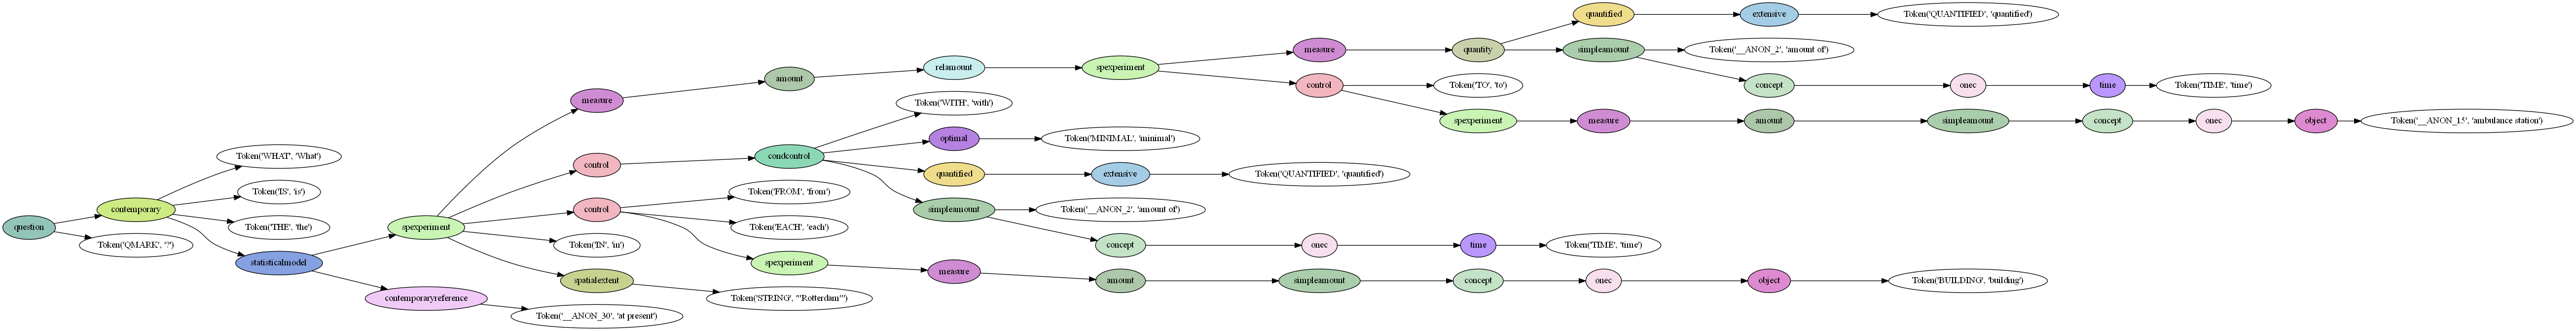 quantified
extensive
Token('QUANTIFIED', 'quantified')
measure
quantity
simpleamount
Token('__ANON_2', 'amount of')
relamount
spexperiment
amount
control
Token('TO', 'to')
concept
onec
time
Token('TIME', 'time')
measure
Token('WITH', 'with')
spexperiment
measure
amount
simpleamount
concept
onec
object
Token('__ANON_15', 'ambulance station')
optimal
Token('MINIMAL', 'minimal')
Token('WHAT', 'What')
condcontrol
control
quantified
extensive
Token('QUANTIFIED', 'quantified')
Token('IS', 'is')
Token('FROM', 'from')
contemporary
control
simpleamount
Token('__ANON_2', 'amount of')
question
Token('THE', 'the')
spexperiment
Token('EACH', 'each')
Token('QMARK', '?')
Token('IN', 'in')
concept
onec
time
Token('TIME', 'time')
statisticalmodel
spexperiment
measure
spatialextent
amount
simpleamount
concept
onec
object
Token('BUILDING', 'building')
contemporaryreference
Token('STRING', '"Rotterdam"')
Token('__ANON_30', 'at present')